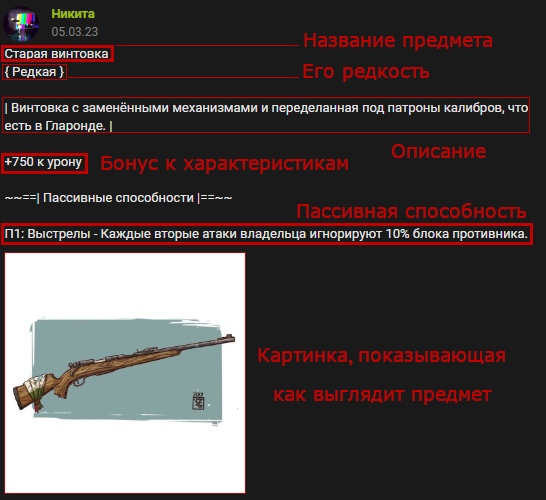 Никита
05.03.23
Старая винтовка
Название предмета
{ Редкая }
Его редкость
| Винтовка с заменёнными механизмами и переделанная под патроны калибров, что
есть в Гларонде. |
Описание
+750 к урону
Бонус к характеристикам
~~==| Пассивные способности |==~~
Пассивная способность
П1: Выстрелы - Каждые вторые атаки владельца игнорируют 10% блока противника.
Картинка, показывающая
как выглядит предмет